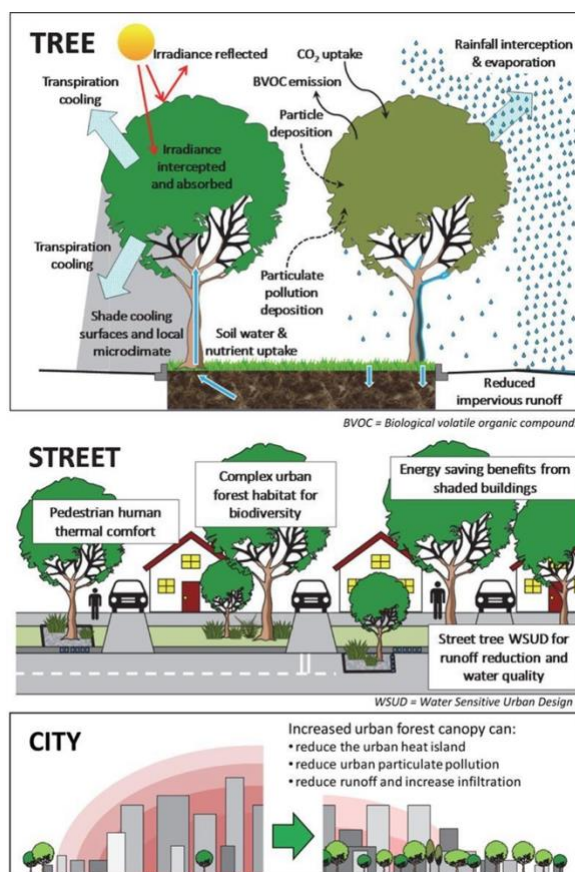 TREE
Irradiance reflected
Transpiration
cooling
Irradiance
intercepted
and absorbed
Transpiration
cooling
Shade cooling
surfaces and local
microdimate
Soil water &
nutrient uptake
CO2 uptake
BVOC emission
Particle
deposition
Particulate
pollution
deposition
Rainfall interception
& evaporation
Reduced
impervious runoff
BVOC = Biological volatile organic compound
STREET
Pedestrian human
thermal comfort
Complex urban
forest habitat for
biodiversity
Energy saving benefits from
shaded buildings
Street tree WSUD for
runoff reduction and
water quality
WSUD = Water Sensitive Urban Design
CITY
Increased urban forest canopy can:
•reduce the urban heat island
•reduce urban particulate pollution
•reduce runoff and increase infiltration